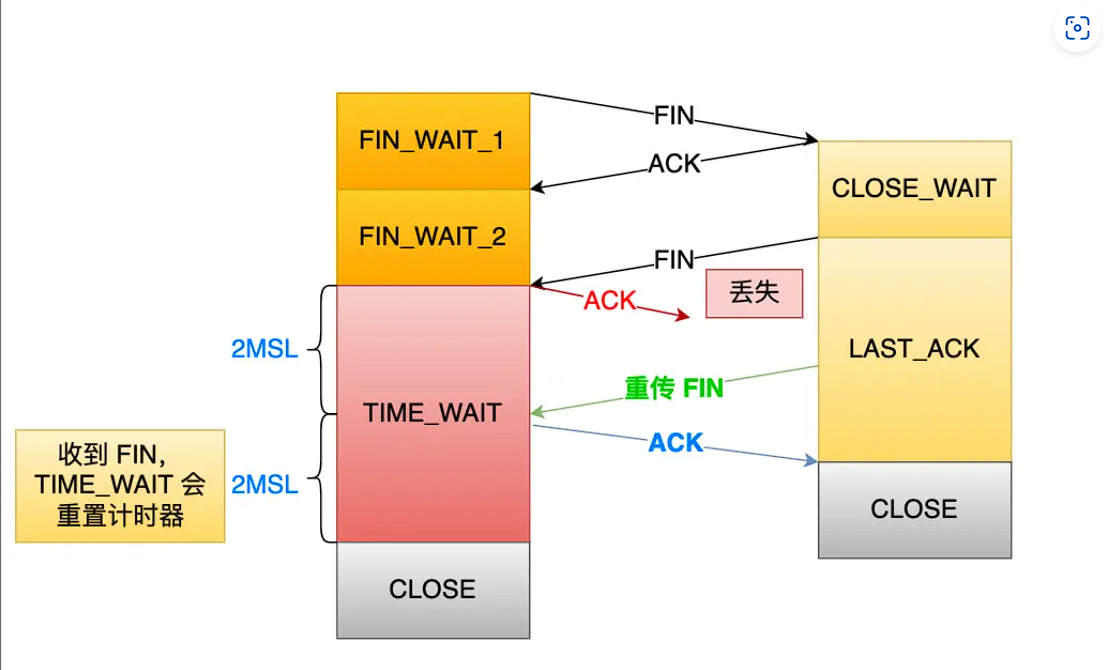 FIN
FIN_WAIT_1
ACK
CLOSE_WAIT
FIN_WAIT_2
FIN
ACK
丢失
2MSL
LAST_ACK
重传 FIN
TIME_WAIT
ACK
收到 FIN,
TIME_WAIT 会
重置计时器
2MSL
CLOSE
CLOSE